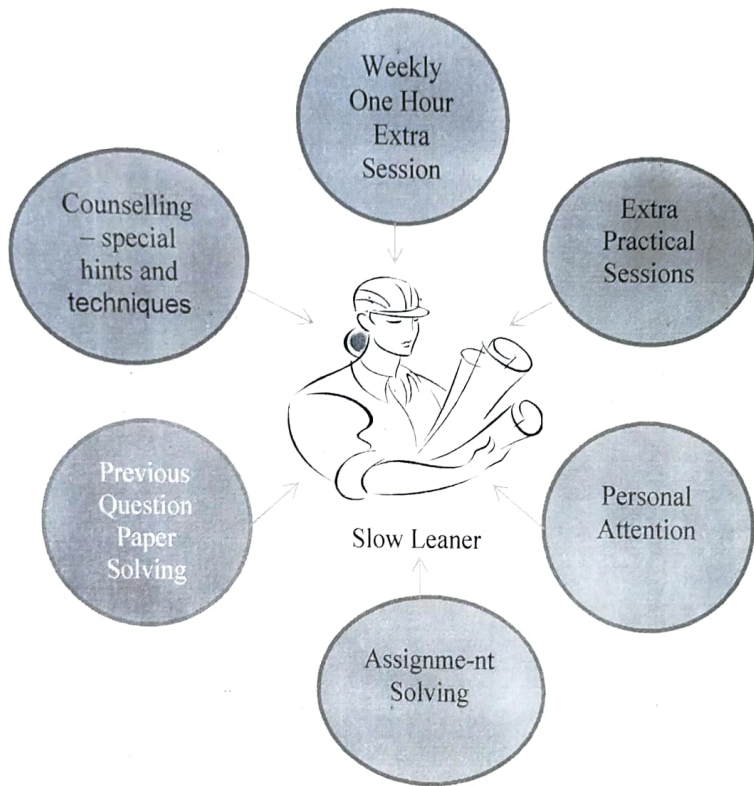 Weekly
One Hour
Extra
Session
Counselling
– special
hints and
techniques
Extra
Practical
Sessions
Previous
Question
Paper
Solving
Personal
Attention
Slow Leaner
Assignme-nt
Solving